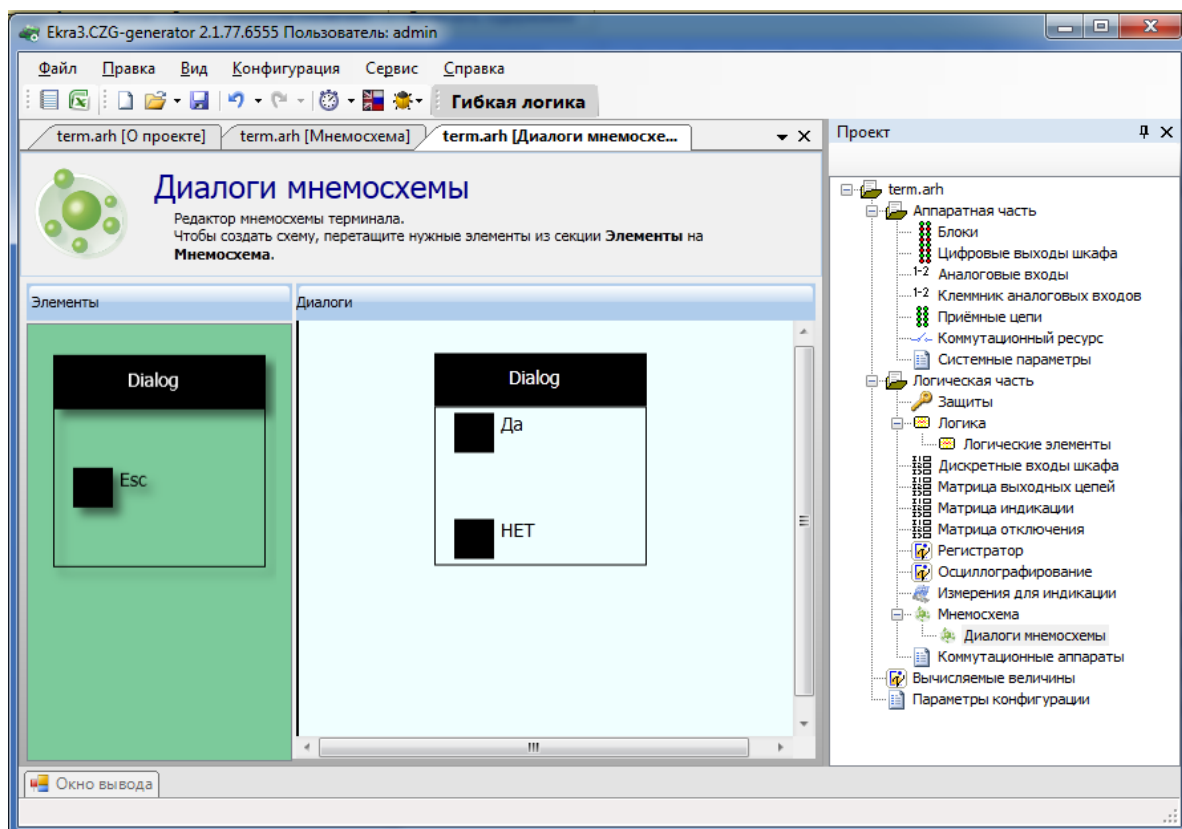 Ekra3.CZG-generator 2.1.77.6555 Пользователь: admin
Файл Правка Вид Конфигурация Сервис Справка
Гибкая логика
term.arh [О проекте] term.arh [Мнемосхема] term.arh [Диалоги мнемосхе...
Диалоги мнемосхемы
Редактор мнемосхемы терминала.
Чтобы создать схему, перетащите нужные элементы из секции Элементы на
Мнемосхема.
Элементы
Dialog
Esc
Диалоги
Dialog
Да
НЕТ
Проект
term.arh
Аппаратная часть
Блоки
Цифровые выходы шкафа
1-2 Аналоговые входы
1-2 Клеммник аналоговых входов
Приёмные цепи
Коммутационный ресурс
Системные параметры
Логическая часть
Защиты
Логика
Логические элементы
Дискретные входы шкафа
Матрица выходных цепей
Матрица индикации
Матрица отключения
Регистратор
Осциллографирование
Измерения для индикации
Мнемосхема
Диалоги мнемосхемы
Коммутационные аппараты
Вычисляемые величины
Параметры конфигурации
Окно вывода